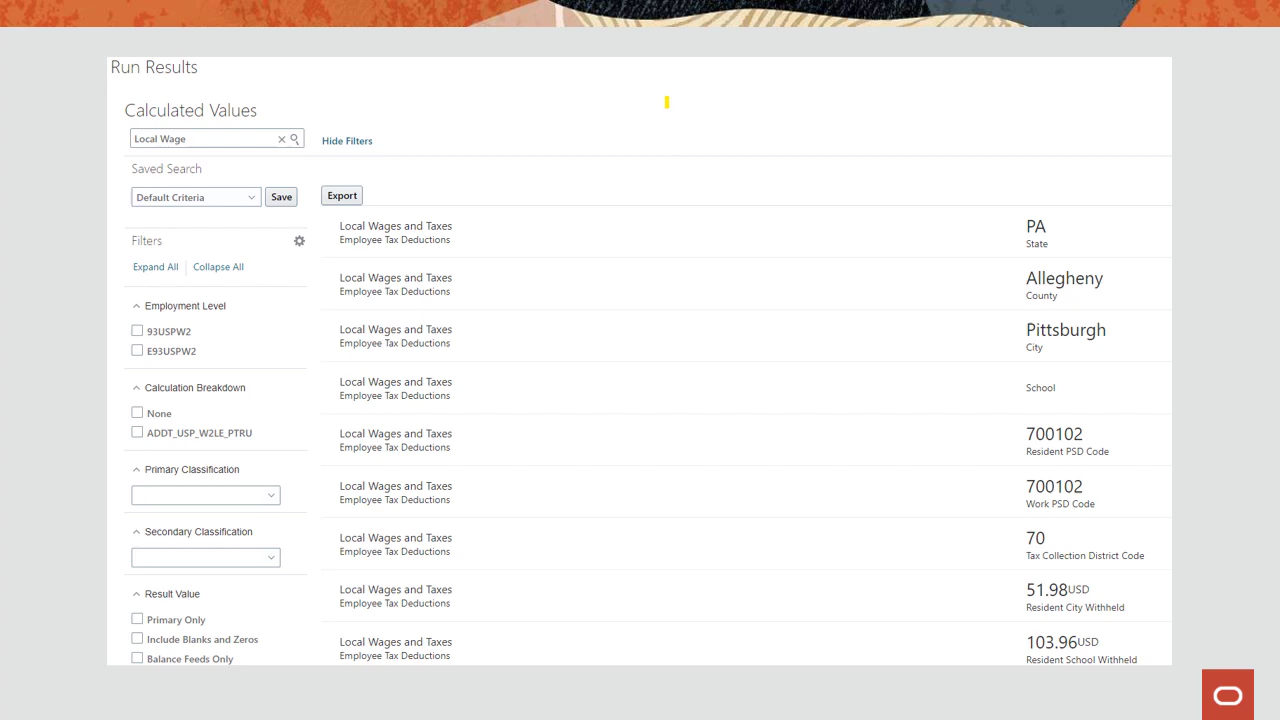 Run Results
Calculated Values
Local Wage
Hide Filters
Saved Search
Default Criteria
Save
Export
Filters
Expand All
Collapse All
Employment Level
93USPW2
E93USPW2
Calculation Breakdown
None
ADDT_USP_W2LE_PTRU
Primary Classification
Secondary Classification
Result Value
Primary Only
Include Blanks and Zeros
Balance Feeds Only
Local Wages and Taxes
Employee Tax Deductions
PA
State
Local Wages and Taxes
Employee Tax Deductions
Allegheny
County
Local Wages and Taxes
Employee Tax Deductions
Pittsburgh
City
Local Wages and Taxes
Employee Tax Deductions
School
Local Wages and Taxes
Employee Tax Deductions
700102
Resident PSD Code
Local Wages and Taxes
Employee Tax Deductions
700102
Work PSD Code
Local Wages and Taxes
Employee Tax Deductions
70
Tax Collection District Code
Local Wages and Taxes
Employee Tax Deductions
51.98USD
Resident City Withheld
Local Wages and Taxes
Employee Tax Deductions
103.96USD
Resident School Withheld